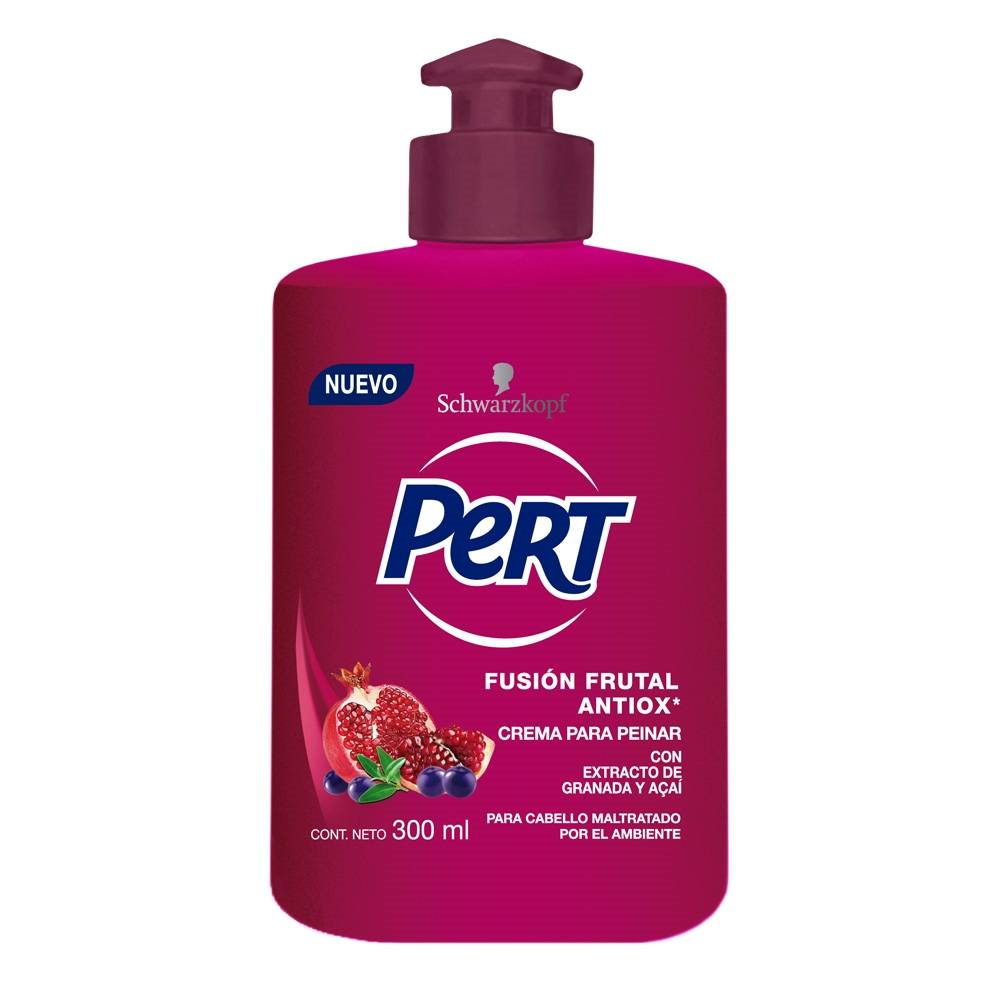 NUEVO
Schwarzkopf
PERT
FUSIÓN FRUTAL
ANTIOX*
CREMA PARA PEINAR
CON
EXTRACTO DE
GRANADA Y AÇAÍ
PARA CABELLO MALTRATADO
POR EL AMBIENTE
CONT. NETO 300 ml